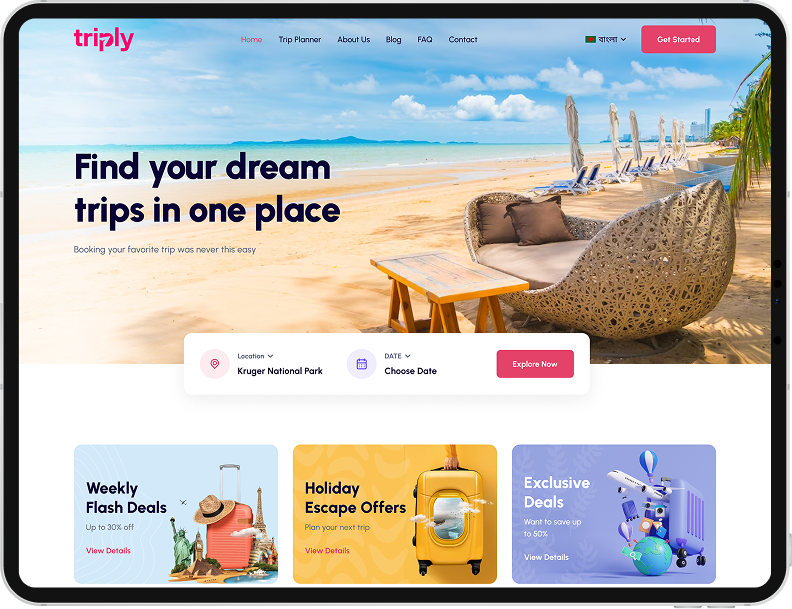 triply
Home Trip Planner About Us Blog FAQ Contact বাংলা Get Started
Find your dream
trips in one place
Booking your favorite trip was never this easy
Location DATE
Kruger National Park Choose Date Explore Now
Weekly
Flash Deals
Up to 30% off
View Details
Holiday
Escape Offers
Plan your next trip
View Details
Exclusive
Deals
Want to save up
to 50%
View Details